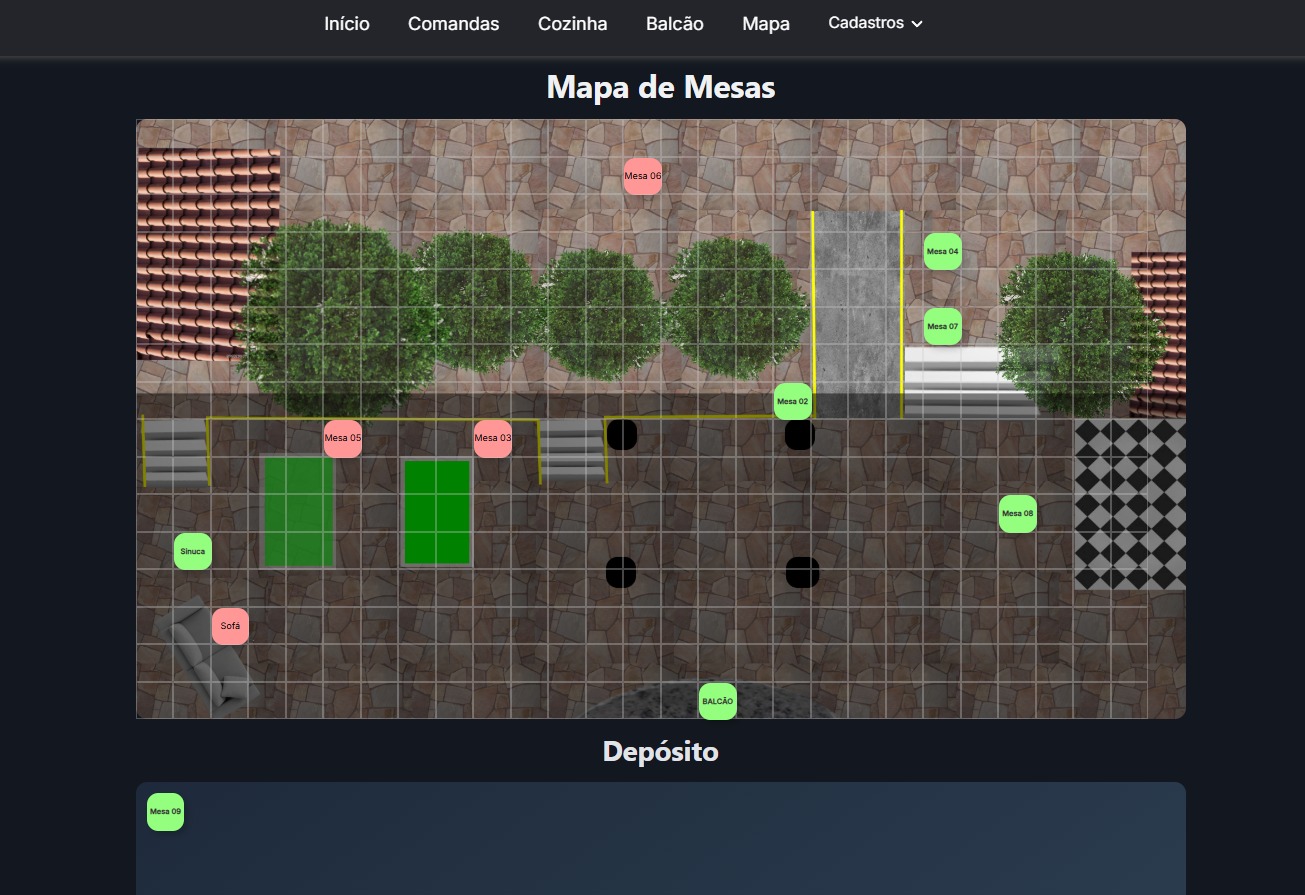 Início Comandas Cozinha Balcão Mapa Cadastros
Mapa de Mesas
Mesa 06
Mesa 04
Mesa 07
Mesa 02
Mesa 05
Mesa 03
Mesa 08
Sinuca
Sofá
BALCÃO
Depósito
Mesa 09